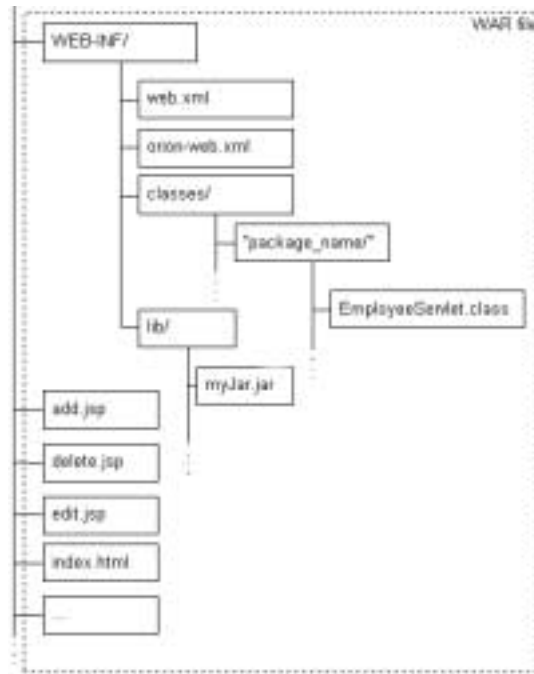 WAR file
WEB-INF/
web.xml
orion-web.xml
classes/
"package_name/"
EmployeeServlet.class
lib/
myJar.jar
add.jsp
delete.jsp
edit.jsp
index.html
...